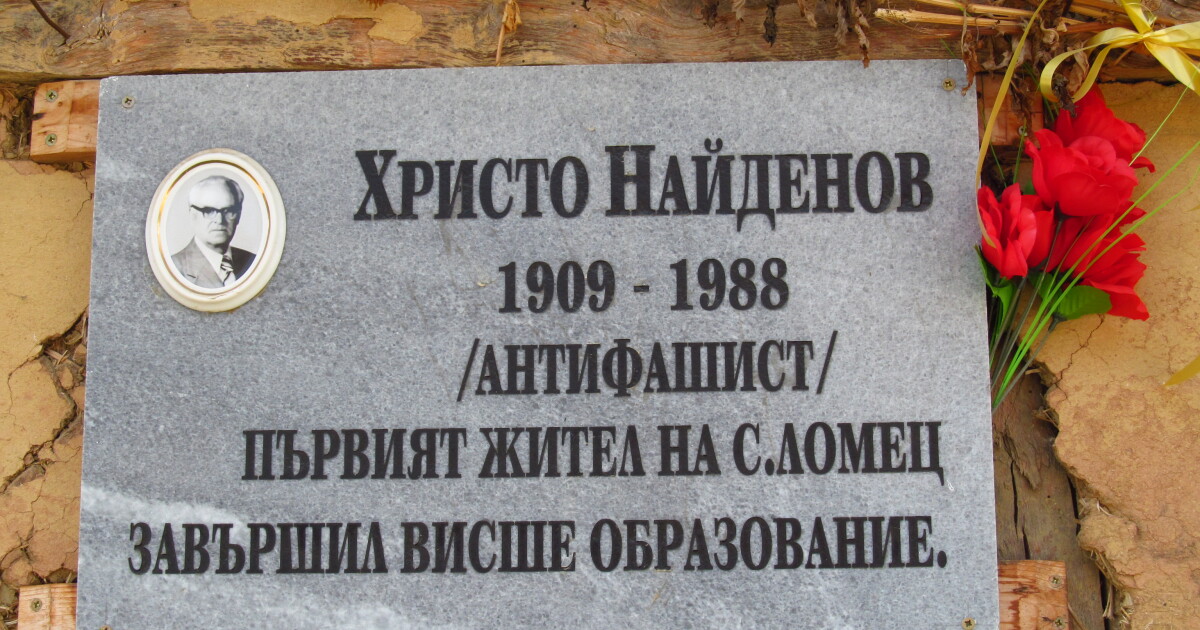 ХРИСТО НАЙДЕНОВ
1909 - 1988
/АНТИФАШИСТ/
ПЪРВИЯТ ЖИТЕЛ НА С.ЛОМЕЦ
ЗАВЪРШИЛ ВИСШЕ ОБРАЗОВАНИЕ.